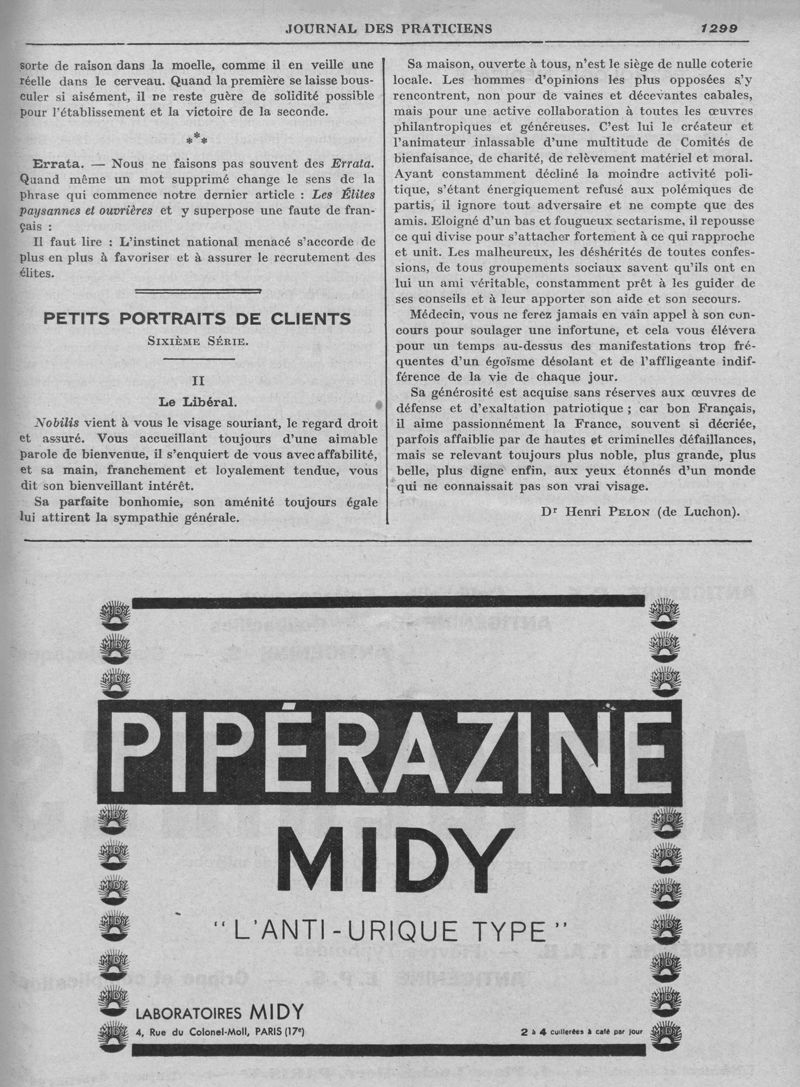 JOURNAL DES PRATICIENS 1299
sorte de raison dans la moelle, comme il en veille une
réelle dans le cerveau. Quand la première se laisse bous-
culer si aisément, il ne reste guère de solidité possible
pour l'établissement et la victoire de la seconde.
***
Errata. — Nous ne faisons pas souvent des Errata.
Quand même un mot supprimé change le sens de la
phrase qui commence notre dernier article : Les Élites
paysannes et ouvrières et y superpose une faute de fran-
çais :
Il faut lire : L'instinct national menacé s'accorde de
plus en plus à favoriser et à assurer le recrutement des
élites.
PETITS PORTRAITS DE CLIENTS
SIXIÈME SÉRIE.
II
Le Libéral.
Nobilis vient à vous le visage souriant, le regard droit
et assuré. Vous accueillant toujours d'une aimable
parole de bienvenue, il s'enquiert de vous avec affabilité,
et sa main, franchement et loyalement tendue, vous
dit son bienveillant intérêt.
Sa parfaite bonhomie, son aménité toujours égale
lui attirent la sympathie générale.
Sa maison, ouverte à tous, n'est le siège de nulle coterie
locale. Les hommes d'opinions les plus opposées s'y
rencontrent, non pour de vaines et décevantes cabales,
mais pour une active collaboration à toutes les œuvres
philantropiques et généreuses. C'est lui le créateur et
l'animateur inlassable d'une multitude de Comités de
bienfaisance, de charité, de relèvement matériel et moral.
Ayant constamment décliné la moindre activité poli-
tique, s'étant énergiquement refusé aux polémiques de
partis, il ignore tout adversaire et ne compte que des
amis. Eloigné d'un bas et fougueux sectarisme, il repousse
ce qui divise pour s'attacher fortement à ce qui rapproche
et unit. Les malheureux, les déshérités de toutes confes-
sions, de tous groupements sociaux savent qu'ils ont en
lui un ami véritable, constamment prêt à les guider de
ses conseils et à leur apporter son aide et son secours.
Médecin, vous ne ferez jamais en vain appel à son con-
cours pour soulager une infortune, et cela vous élévera
pour un temps au-dessus des manifestations trop fré-
quentes d'un égoïsme désolant et de l'affligeante indif-
férence de la vie de chaque jour.
Sa générosité est acquise sans réserves aux œuvres de
défense et d'exaltation patriotique ; car bon Français,
il aime passionnément la France, souvent si décriée,
parfois affaiblie par de hautes et criminelles défaillances,
mais se relevant toujours plus noble, plus grande, plus
belle, plus digne enfin, aux yeux étonnés d'un monde
qui ne connaissait pas son vrai visage.
Dr Henri PELON (de Luchon).
PIPÉRAZINE
MIDY
"L'ANTI-URIQUE TYPE"
LABORATOIRES MIDY
4, Rue du Colonel-Moll, PARIS (17e) 2 à 4 cuillerées à café par jour